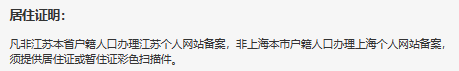 居住证明：
凡非江苏本省户籍人口办理江苏个人网站备案，非上海本市户籍人口办理上海个人网站备案，
须提供居住证或暂住证彩色扫描件。